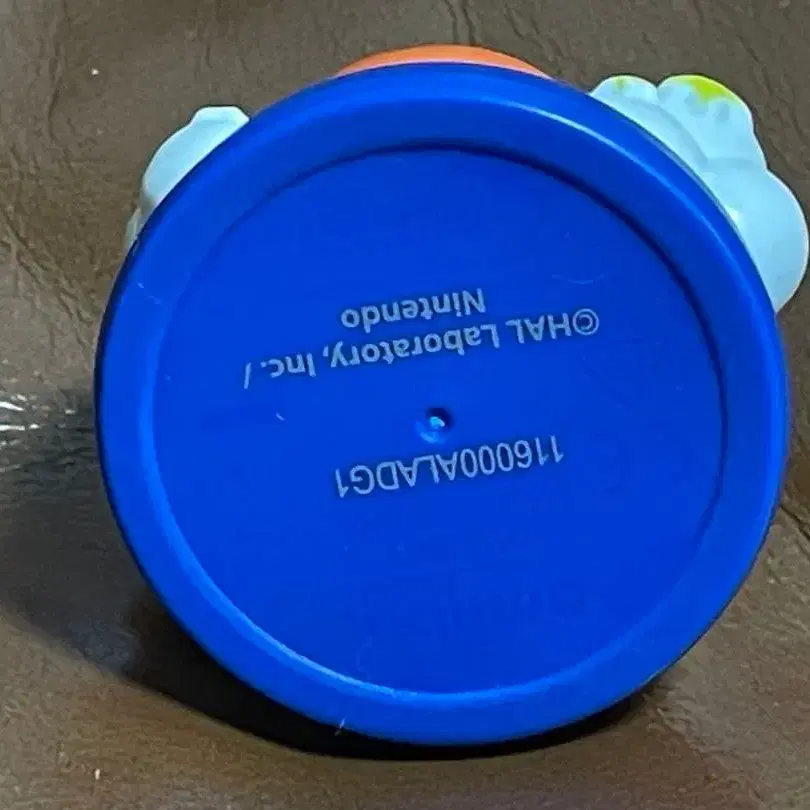 116000ALADG1
©HAL Laboratory, Inc. /
Nintendo